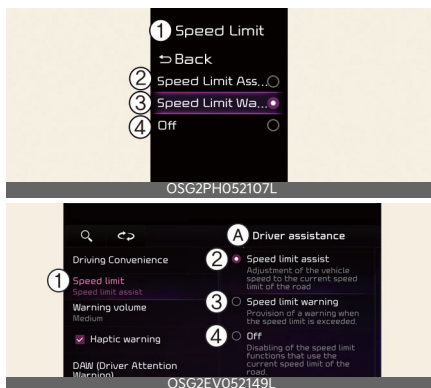 1 Speed Limit
Back
2 Speed Limit Ass...
3 Speed Limit Wa...
4 Off
OSG2PH052107L
A Driver assistance
Driving Convenience
1 Speed limit
Speed limit assist
Warning volume
Medium
Haptic warning
DAW (Driver Attention
Warning)
2 Speed limit assist
Adjustment of the vehicle
speed to the current speed
limit of the road
3 Speed limit warning
Provision of a warning when
the speed limit is exceeded.
4 Off
Disabling of the speed limit
functions that use the
current speed limit of the
road.
OSG2EV052149L